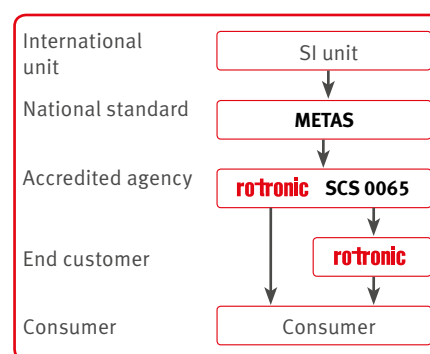 International
unit
SI unit
National standard
METAS
Accredited agency
rotronic SCS 0065
End customer
rotronic
Consumer
Consumer